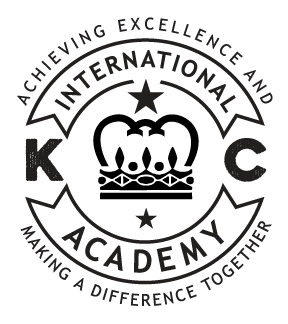 ACHIEVING EXCELLENCE AND
INTERNATIONAL
K C
ACADEMY
MAKING A DIFFERENCE TOGETHER